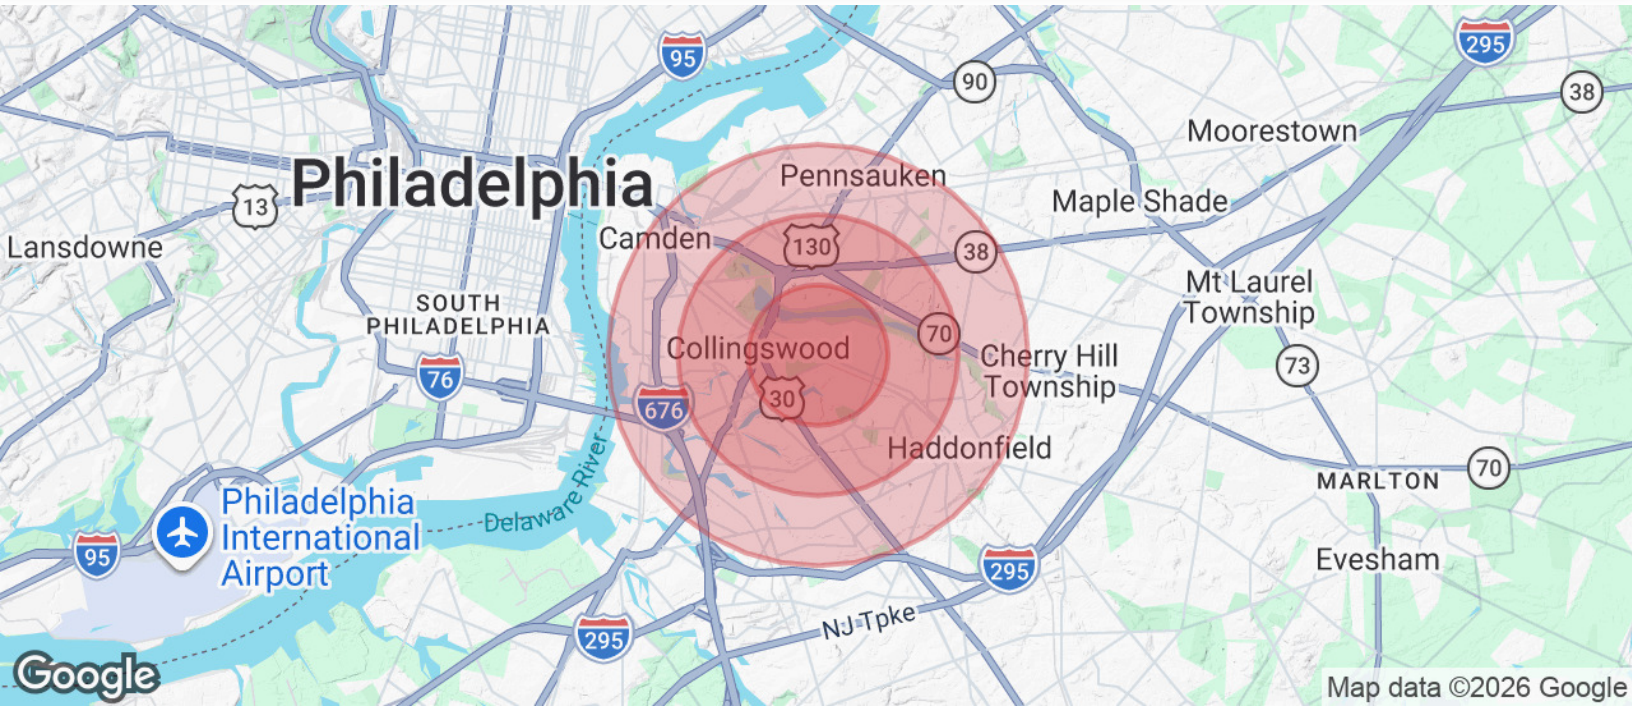 95
295
90
38
Moorestown
Philadelphia
Pennsauken
13
Maple Shade
Lansdowne
Camden
130
38
Mt Laurel
Township
SOUTH
PHILADELPHIA
70
Collingswood
Cherry Hill
Township
73
76
30
676
Haddonfield
70
MARLTON
Delaware River
Philadelphia
International
Airport
95
Evesham
295
NJ Tpke
295
Google
Map data ©2026 Google